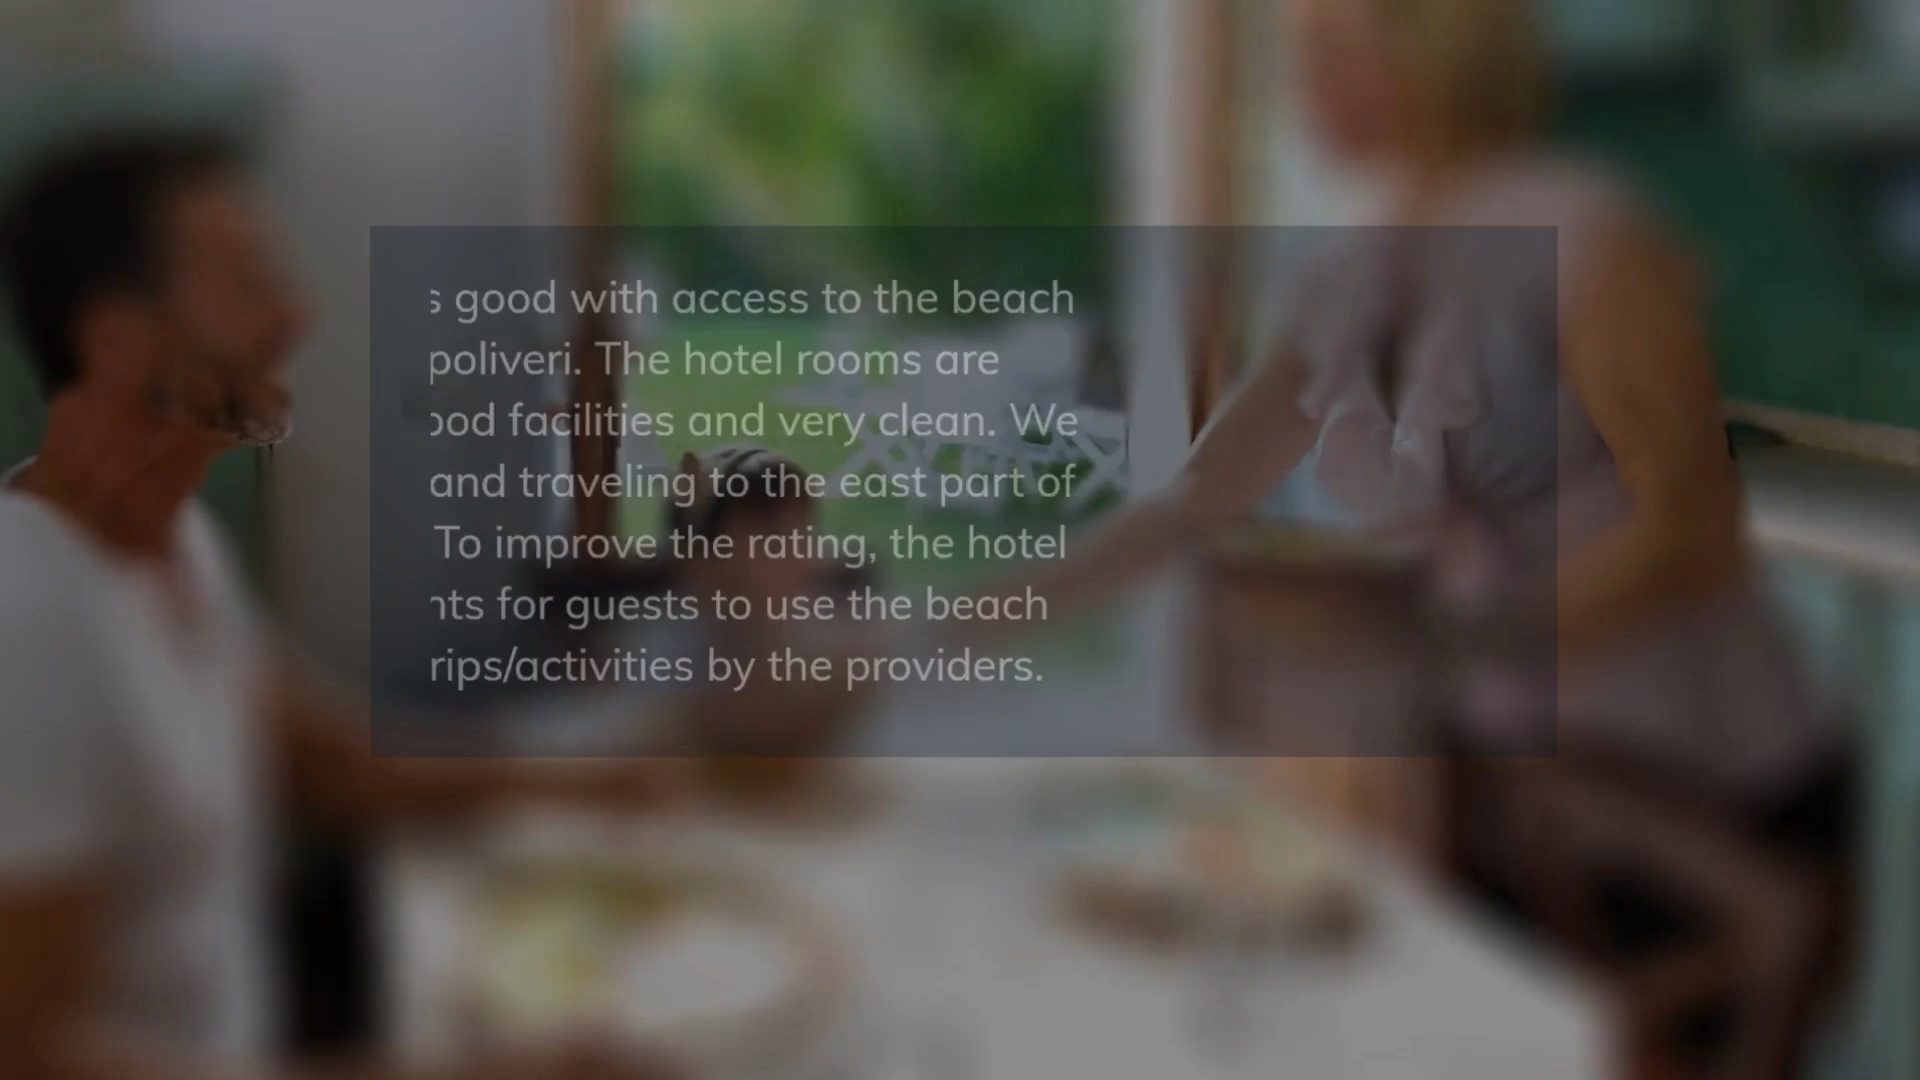 s good with access to the beach
poliveri. The hotel rooms are
ood facilities and very clean. We
and traveling to the east part of
To improve the rating, the hotel
nts for guests to use the beach
rips/activities by the providers.